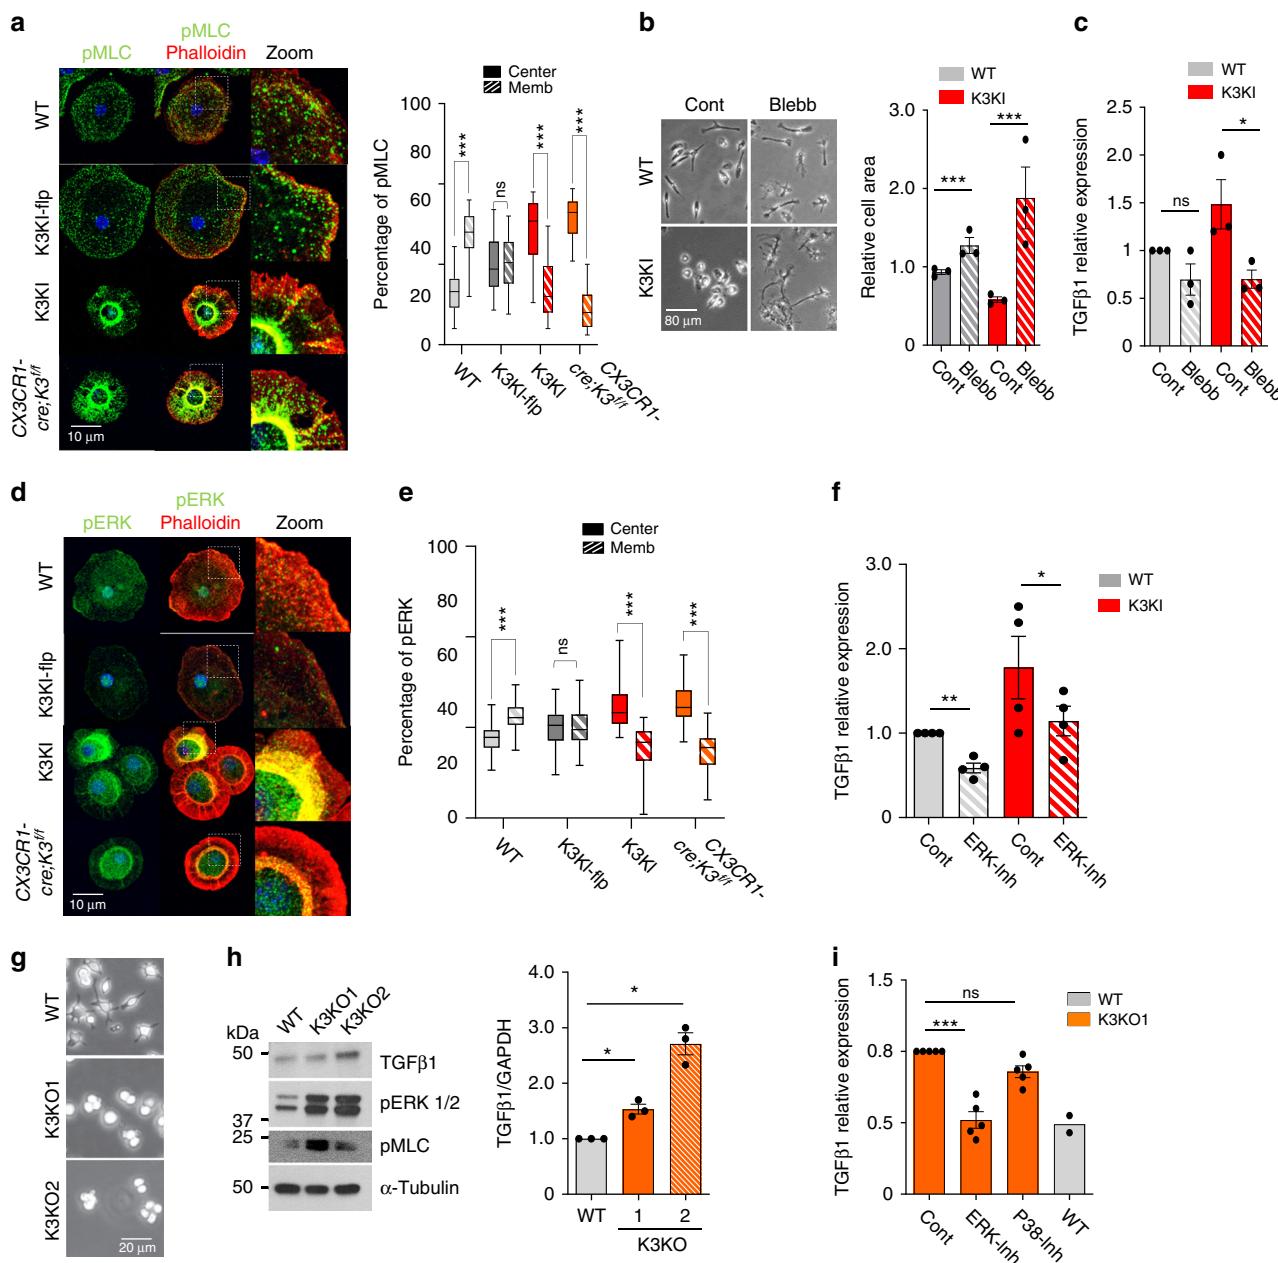 a
pMLC
pMLC
Phalloidin
Zoom
WT
K3KI-flp
K3KI
CX3CR1-
cre;K3f/f
10 μm
Center
Memb
Percentage of pMLC
100
80
60
40
20
0
***
ns
***
***
WT
K3KI-flp
K3KI
CX3CR1-
cre;K3f/f
b
Cont
Blebb
WT
K3KI
80 μm
WT
K3KI
Relative cell area
3.0
2.0
1.0
0
***
***
Cont
Blebb
Cont
Blebb
c
WT
K3KI
TGFβ1 relative expression
2.5
2.0
1.5
1
0.5
0
ns
*
Cont
Blebb
Cont
Blebb
d
pERK
pERK
Phalloidin
Zoom
WT
K3KI-flp
K3KI
CX3CR1-
cre;K3f/f
10 μm
e
Center
Memb
Percentage of pERK
100
80
60
40
20
0
***
ns
***
***
WT
K3KI-flp
K3KI
CX3CR1-
cre;K3f/f
f
WT
K3KI
TGFβ1 relative expression
3.0
2.0
1.0
0
**
*
Cont
ERK-Inh
Cont
ERK-Inh
g
WT
K3KO1
K3KO2
20 μm
h
kDa
WT
K3KO1
K3KO2
50
37
25
50
TGFβ1
pERK 1/2
pMLC
α-Tubulin
TGFβ1/GAPDH
4.0
3.0
2.0
1.0
0
*
*
WT
1
2
K3KO
i
WT
K3KO1
TGFβ1 relative expression
1.5
0.8
0.5
0
***
ns
Cont
ERK-Inh
P38-Inh
WT